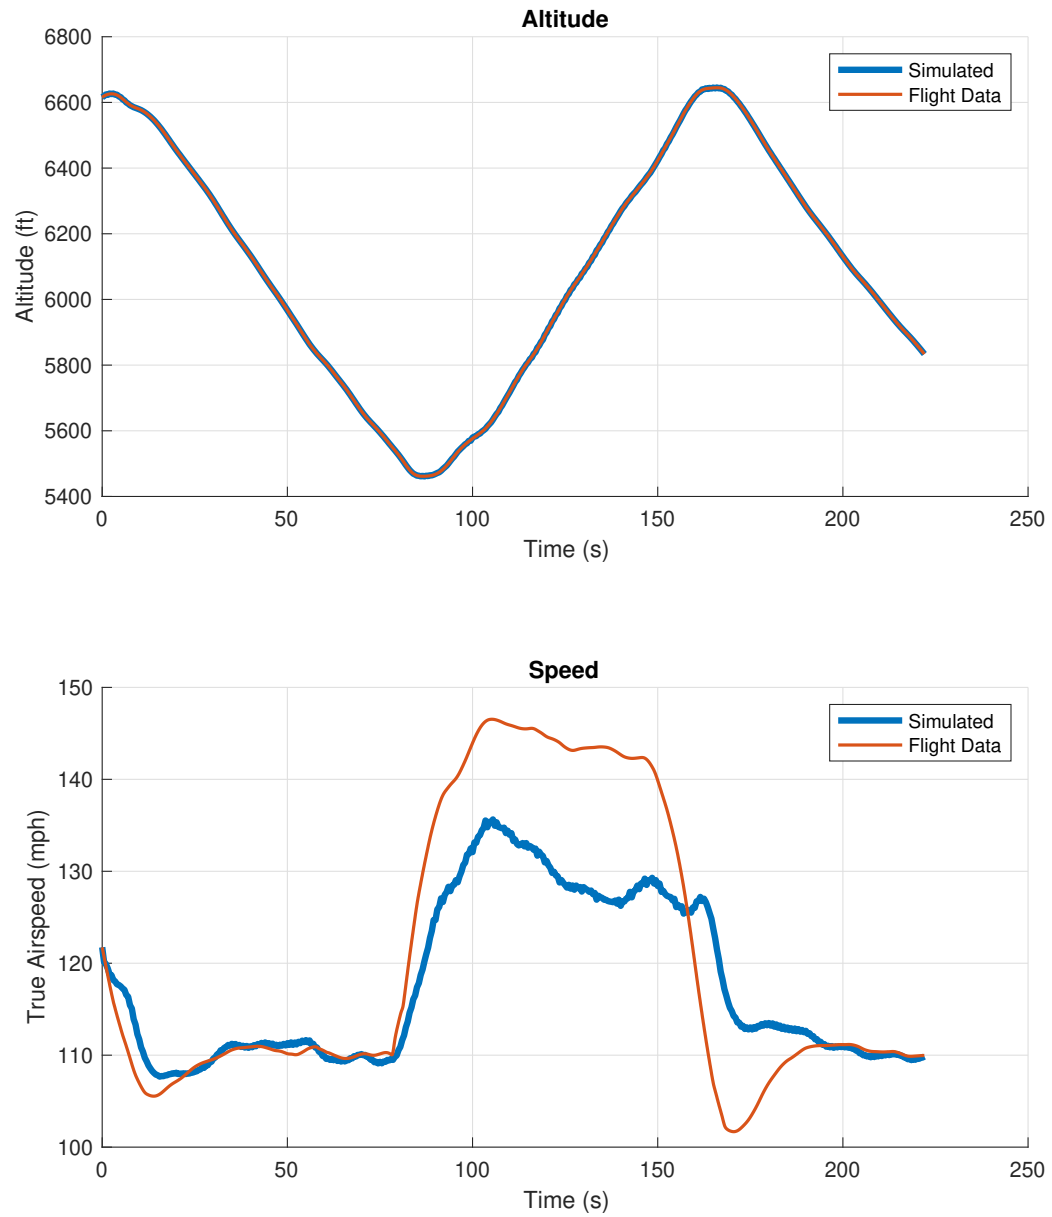 Altitude
6800
6600
6400
6200
6000
5800
5600
5400
Altitude (ft)
Simulated
Flight Data
0 50 100 150 200 250
Time (s)
Speed
150
140
130
120
110
100
True Airspeed (mph)
Simulated
Flight Data
0 50 100 150 200 250
Time (s)